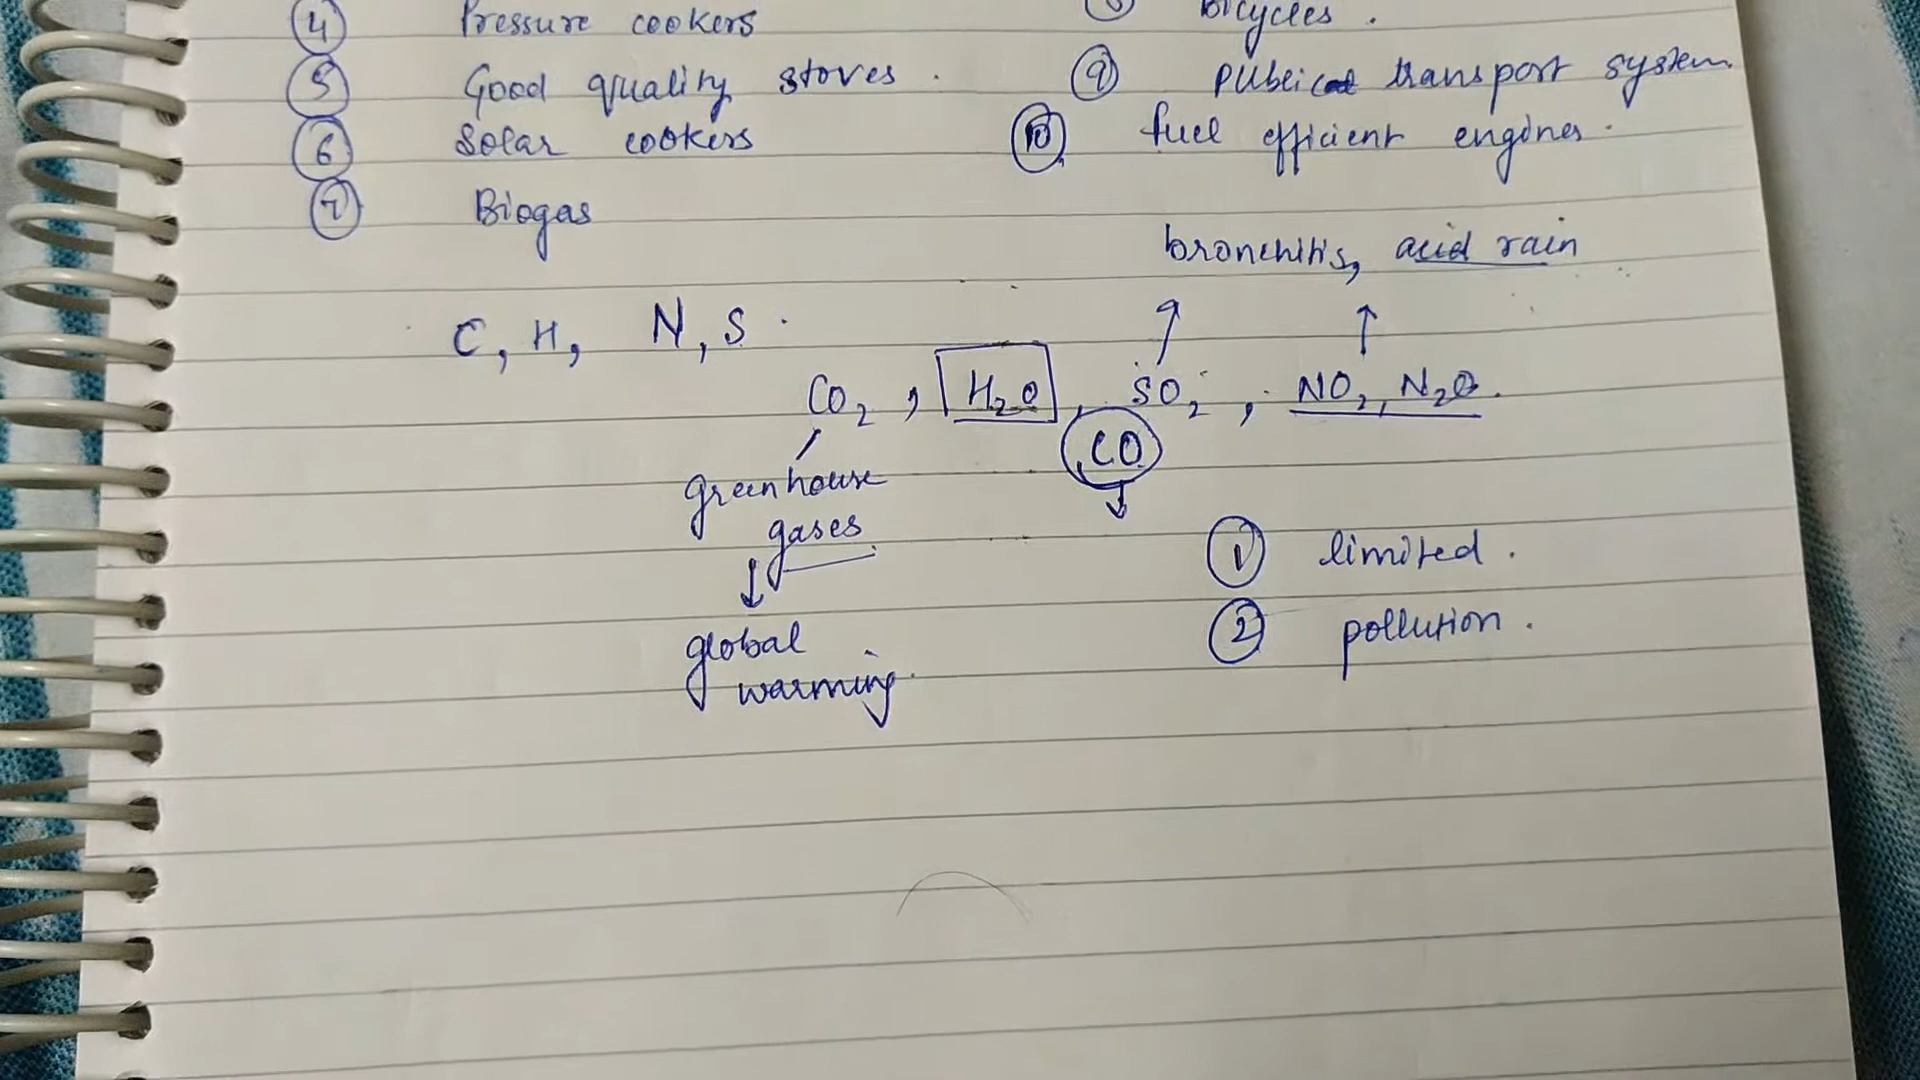 4 Pressure cookers
5 Good quality stoves .
6 Solar cookers
7 Biogas
bicycles .
9 public transport system
10 fuel efficient engines .
bronchitis, acid rain
C, H, N, S .
CO2 , H2O , SO2 , NO2, N2O .
CO
greenhouse
gases
global
warming .
1 limited .
2 pollution .